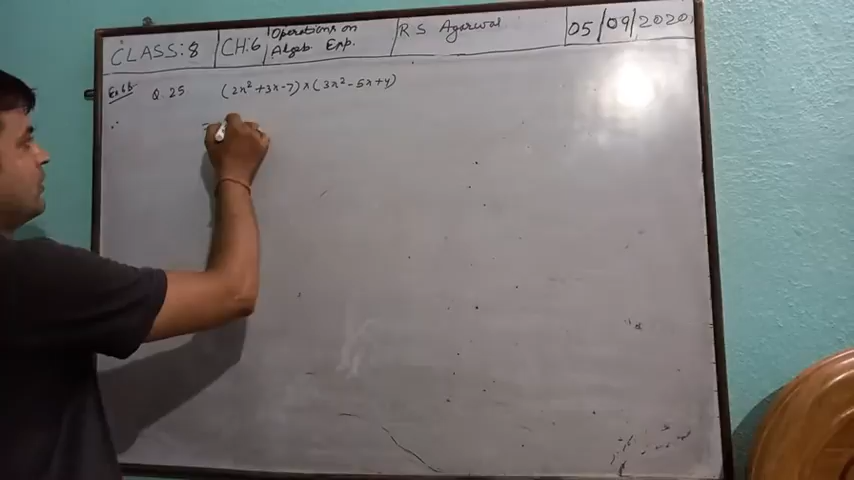 CLASS:8 CH:6 Operations on Algeb Exp. R S Agarwal 05/09/2020
Ex 6B Q.25 (2x²+3x-7)×(3x²-5x+4)
∴